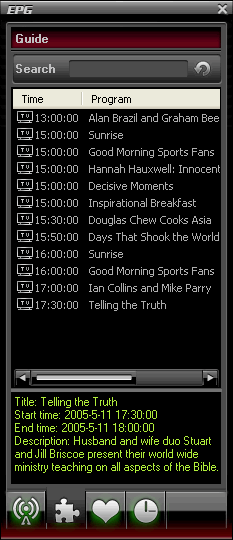 EPG
Guide
Search
Time Program
TV 13:00:00 Alan Brazil and Graham Bee
TV 15:00:00 Sunrise
TV 15:00:00 Good Morning Sports Fans
TV 15:00:00 Hannah Hauxwell: Innocent
TV 15:00:00 Decisive Moments
TV 15:00:00 Inspirational Breakfast
TV 15:30:00 Douglas Chew Cooks Asia
TV 15:50:00 Days That Shook the World
TV 16:00:00 Sunrise
TV 16:00:00 Good Morning Sports Fans
TV 17:00:00 Ian Collins and Mike Parry
TV 17:30:00 Telling the Truth
Title: Telling the Truth
Start time: 2005-5-11 17:30:00
End time: 2005-5-11 18:00:00
Description: Husband and wife duo Stuart
and Jill Briscoe present their world wide
ministry teaching on all aspects of the Bible.